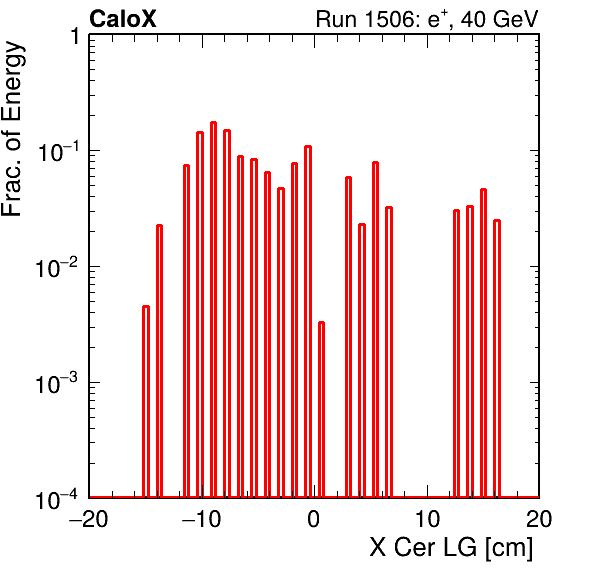 CaloX Run 1506: e⁺, 40 GeV
Frac. of Energy
1
10⁻¹
10⁻²
10⁻³
10⁻⁴
−20 −10 0 10 20
X Cer LG [cm]